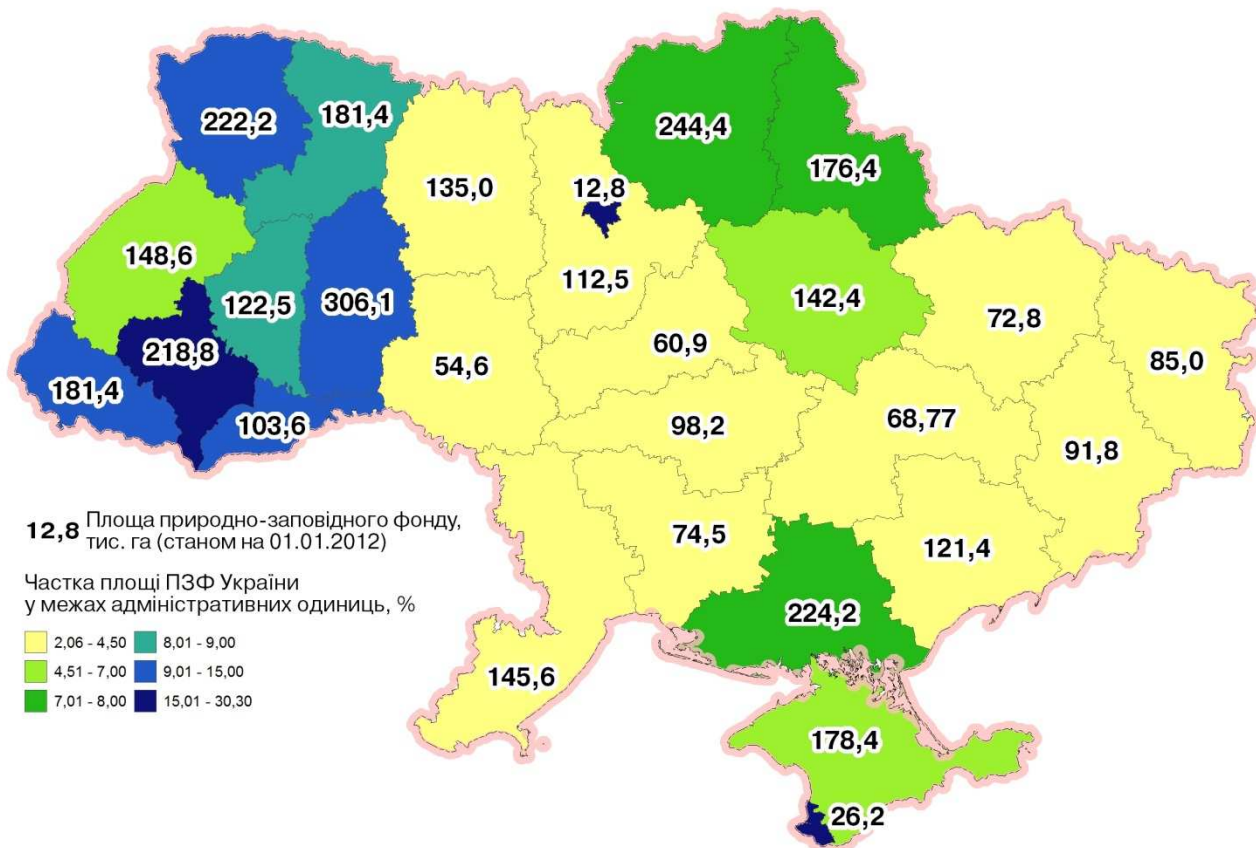 222,2
181,4
135,0
12,8
244,4
176,4
148,6
122,5
306,1
112,5
142,4
72,8
85,0
218,8
54,6
60,9
181,4
103,6
98,2
68,77
91,8
12,8 Площа природно-заповідного фонду,
тис. га (станом на 01.01.2012)
74,5
121,4
Частка площі ПЗФ України
у межах адміністративних одиниць, %
2,06 - 4,50
8,01 - 9,00
4,51 - 7,00
9,01 - 15,00
7,01 - 8,00
15,01 - 30,30
224,2
145,6
178,4
26,2